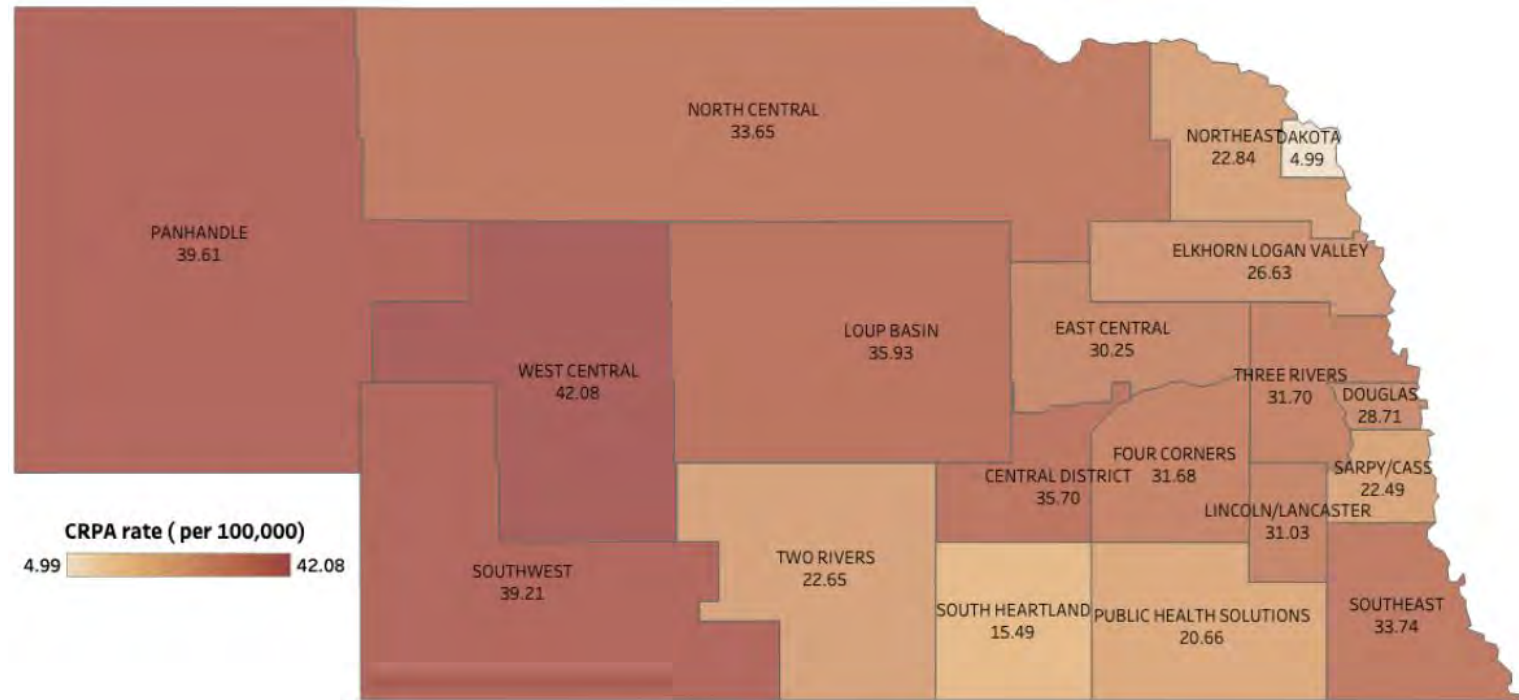 NORTH CENTRAL
33.65
NORTHEAST
22.84
DAKOTA
4.99
PANHANDLE
39.61
ELKHORN LOGAN VALLEY
26.63
LOUP BASIN
35.93
EAST CENTRAL
30.25
WEST CENTRAL
42.08
THREE RIVERS
31.70
DOUGLAS
28.71
FOUR CORNERS
31.68
CENTRAL DISTRICT
35.70
SARPY/CASS
22.49
LINCOLN/LANCASTER
31.03
CRPA rate ( per 100,000)
4.99 42.08
SOUTHWEST
39.21
TWO RIVERS
22.65
SOUTH HEARTLAND
15.49
PUBLIC HEALTH SOLUTIONS
20.66
SOUTHEAST
33.74